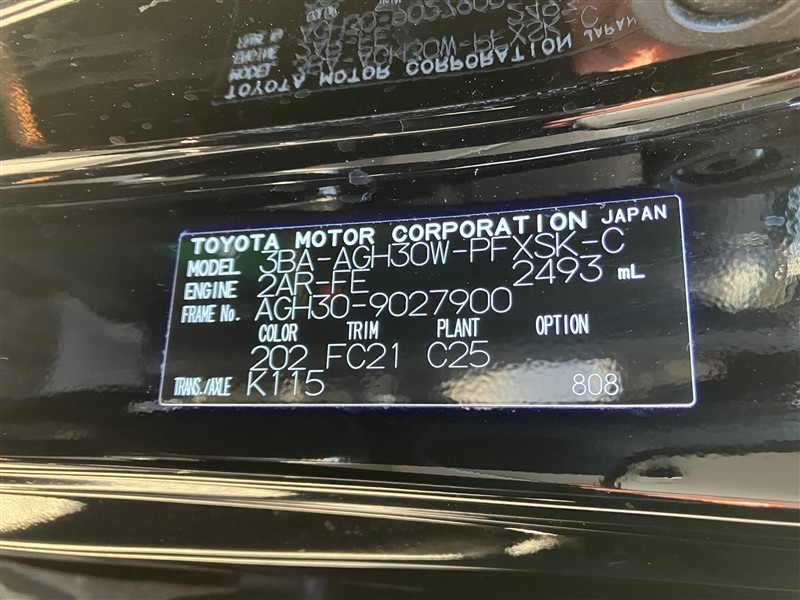 TOYOTA MOTOR CORPORATION JAPAN
MODEL 3BA-AGH30W-PFXSK-C
ENGINE 2AR-FE 2493 mL
FRAME No. AGH30-9027900
COLOR TRIM PLANT OPTION
202 FC21 C25
TRANS./AXLE K115 808